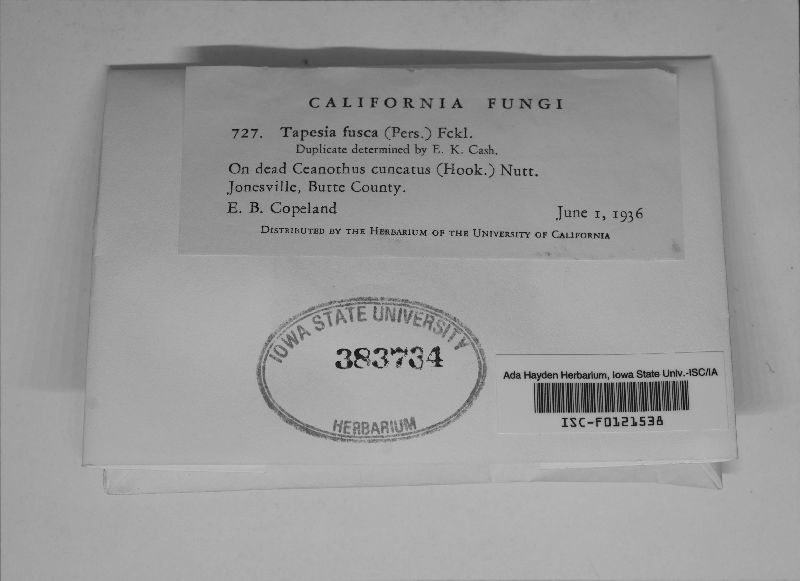 CALIFORNIA FUNGI
727. Tapesia fusca (Pers.) Fckl.
Duplicate determined by E. K. Cash.
On dead Ceanothus cuneatus (Hook.) Nutt.
Jonesville, Butte County.
E. B. Copeland June 1, 1936
DISTRIBUTED BY THE HERBARIUM OF THE UNIVERSITY OF CALIFORNIA
IOWA STATE UNIVERSITY
383734
HERBARIUM
Ada Hayden Herbarium, Iowa State Univ.-ISC/IA
ISC-F0121538